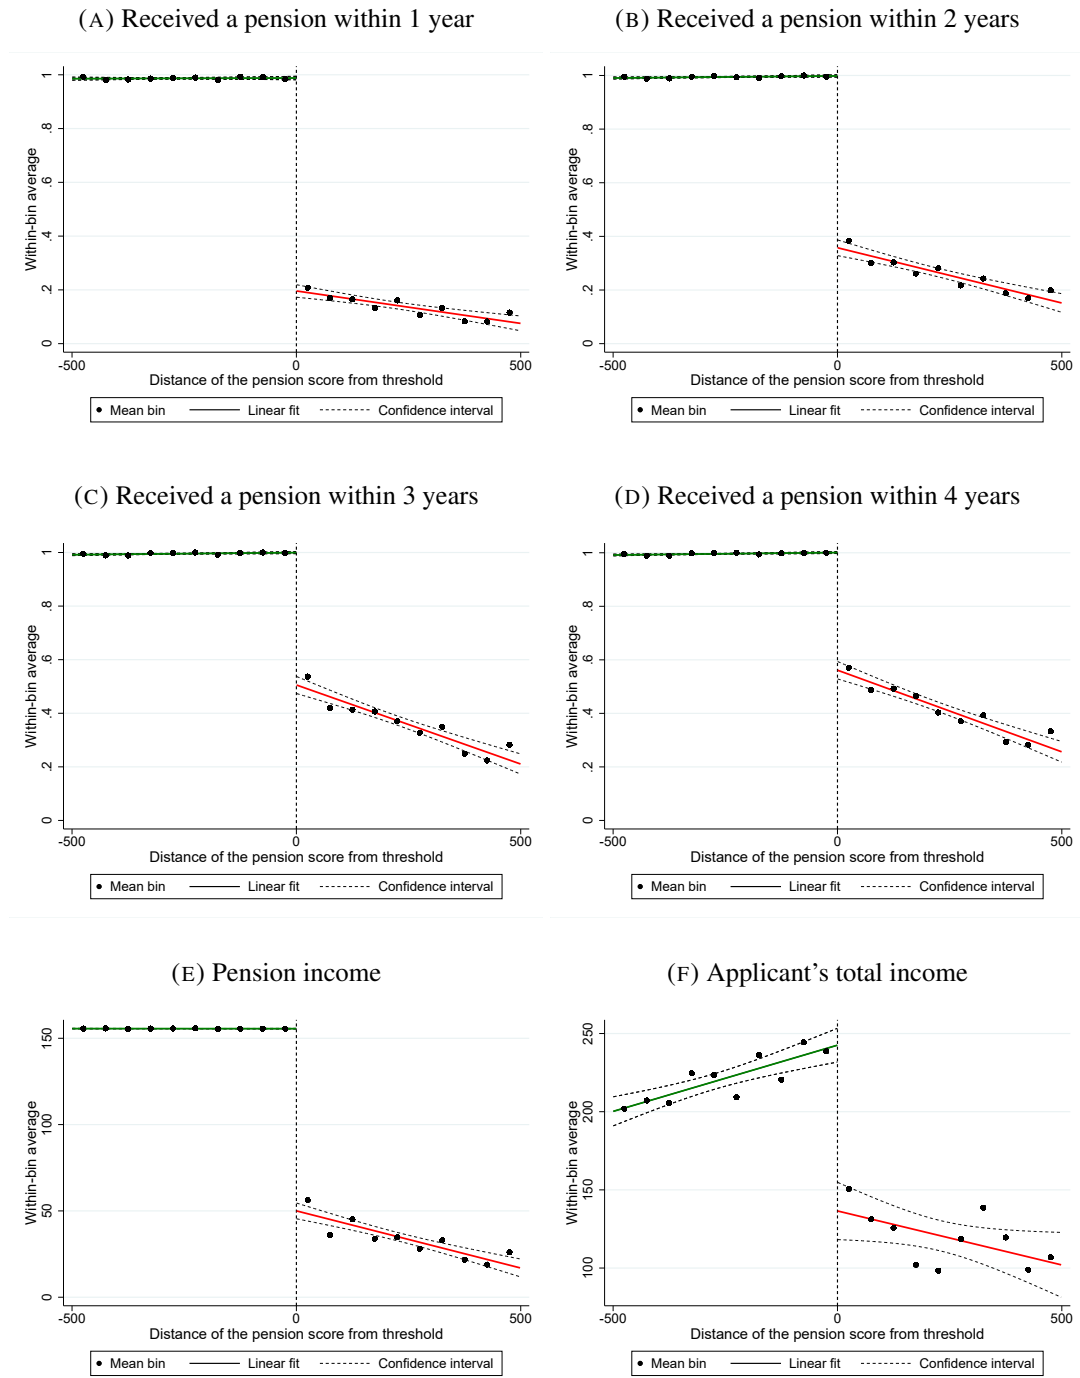 (A) Received a pension within 1 year
Within-bin average
1
.8
.6
.4
.2
0
-500 0 500
Distance of the pension score from threshold
Mean bin Linear fit Confidence interval
(B) Received a pension within 2 years
Within-bin average
1
.8
.6
.4
.2
0
-500 0 500
Distance of the pension score from threshold
Mean bin Linear fit Confidence interval
(C) Received a pension within 3 years
Within-bin average
1
.8
.6
.4
.2
0
-500 0 500
Distance of the pension score from threshold
Mean bin Linear fit Confidence interval
(D) Received a pension within 4 years
Within-bin average
1
.8
.6
.4
.2
0
-500 0 500
Distance of the pension score from threshold
Mean bin Linear fit Confidence interval
(E) Pension income
Within-bin average
150
100
50
0
-500 0 500
Distance of the pension score from threshold
Mean bin Linear fit Confidence interval
(F) Applicant's total income
Within-bin average
250
200
150
100
-500 0 500
Distance of the pension score from threshold
Mean bin Linear fit Confidence interval